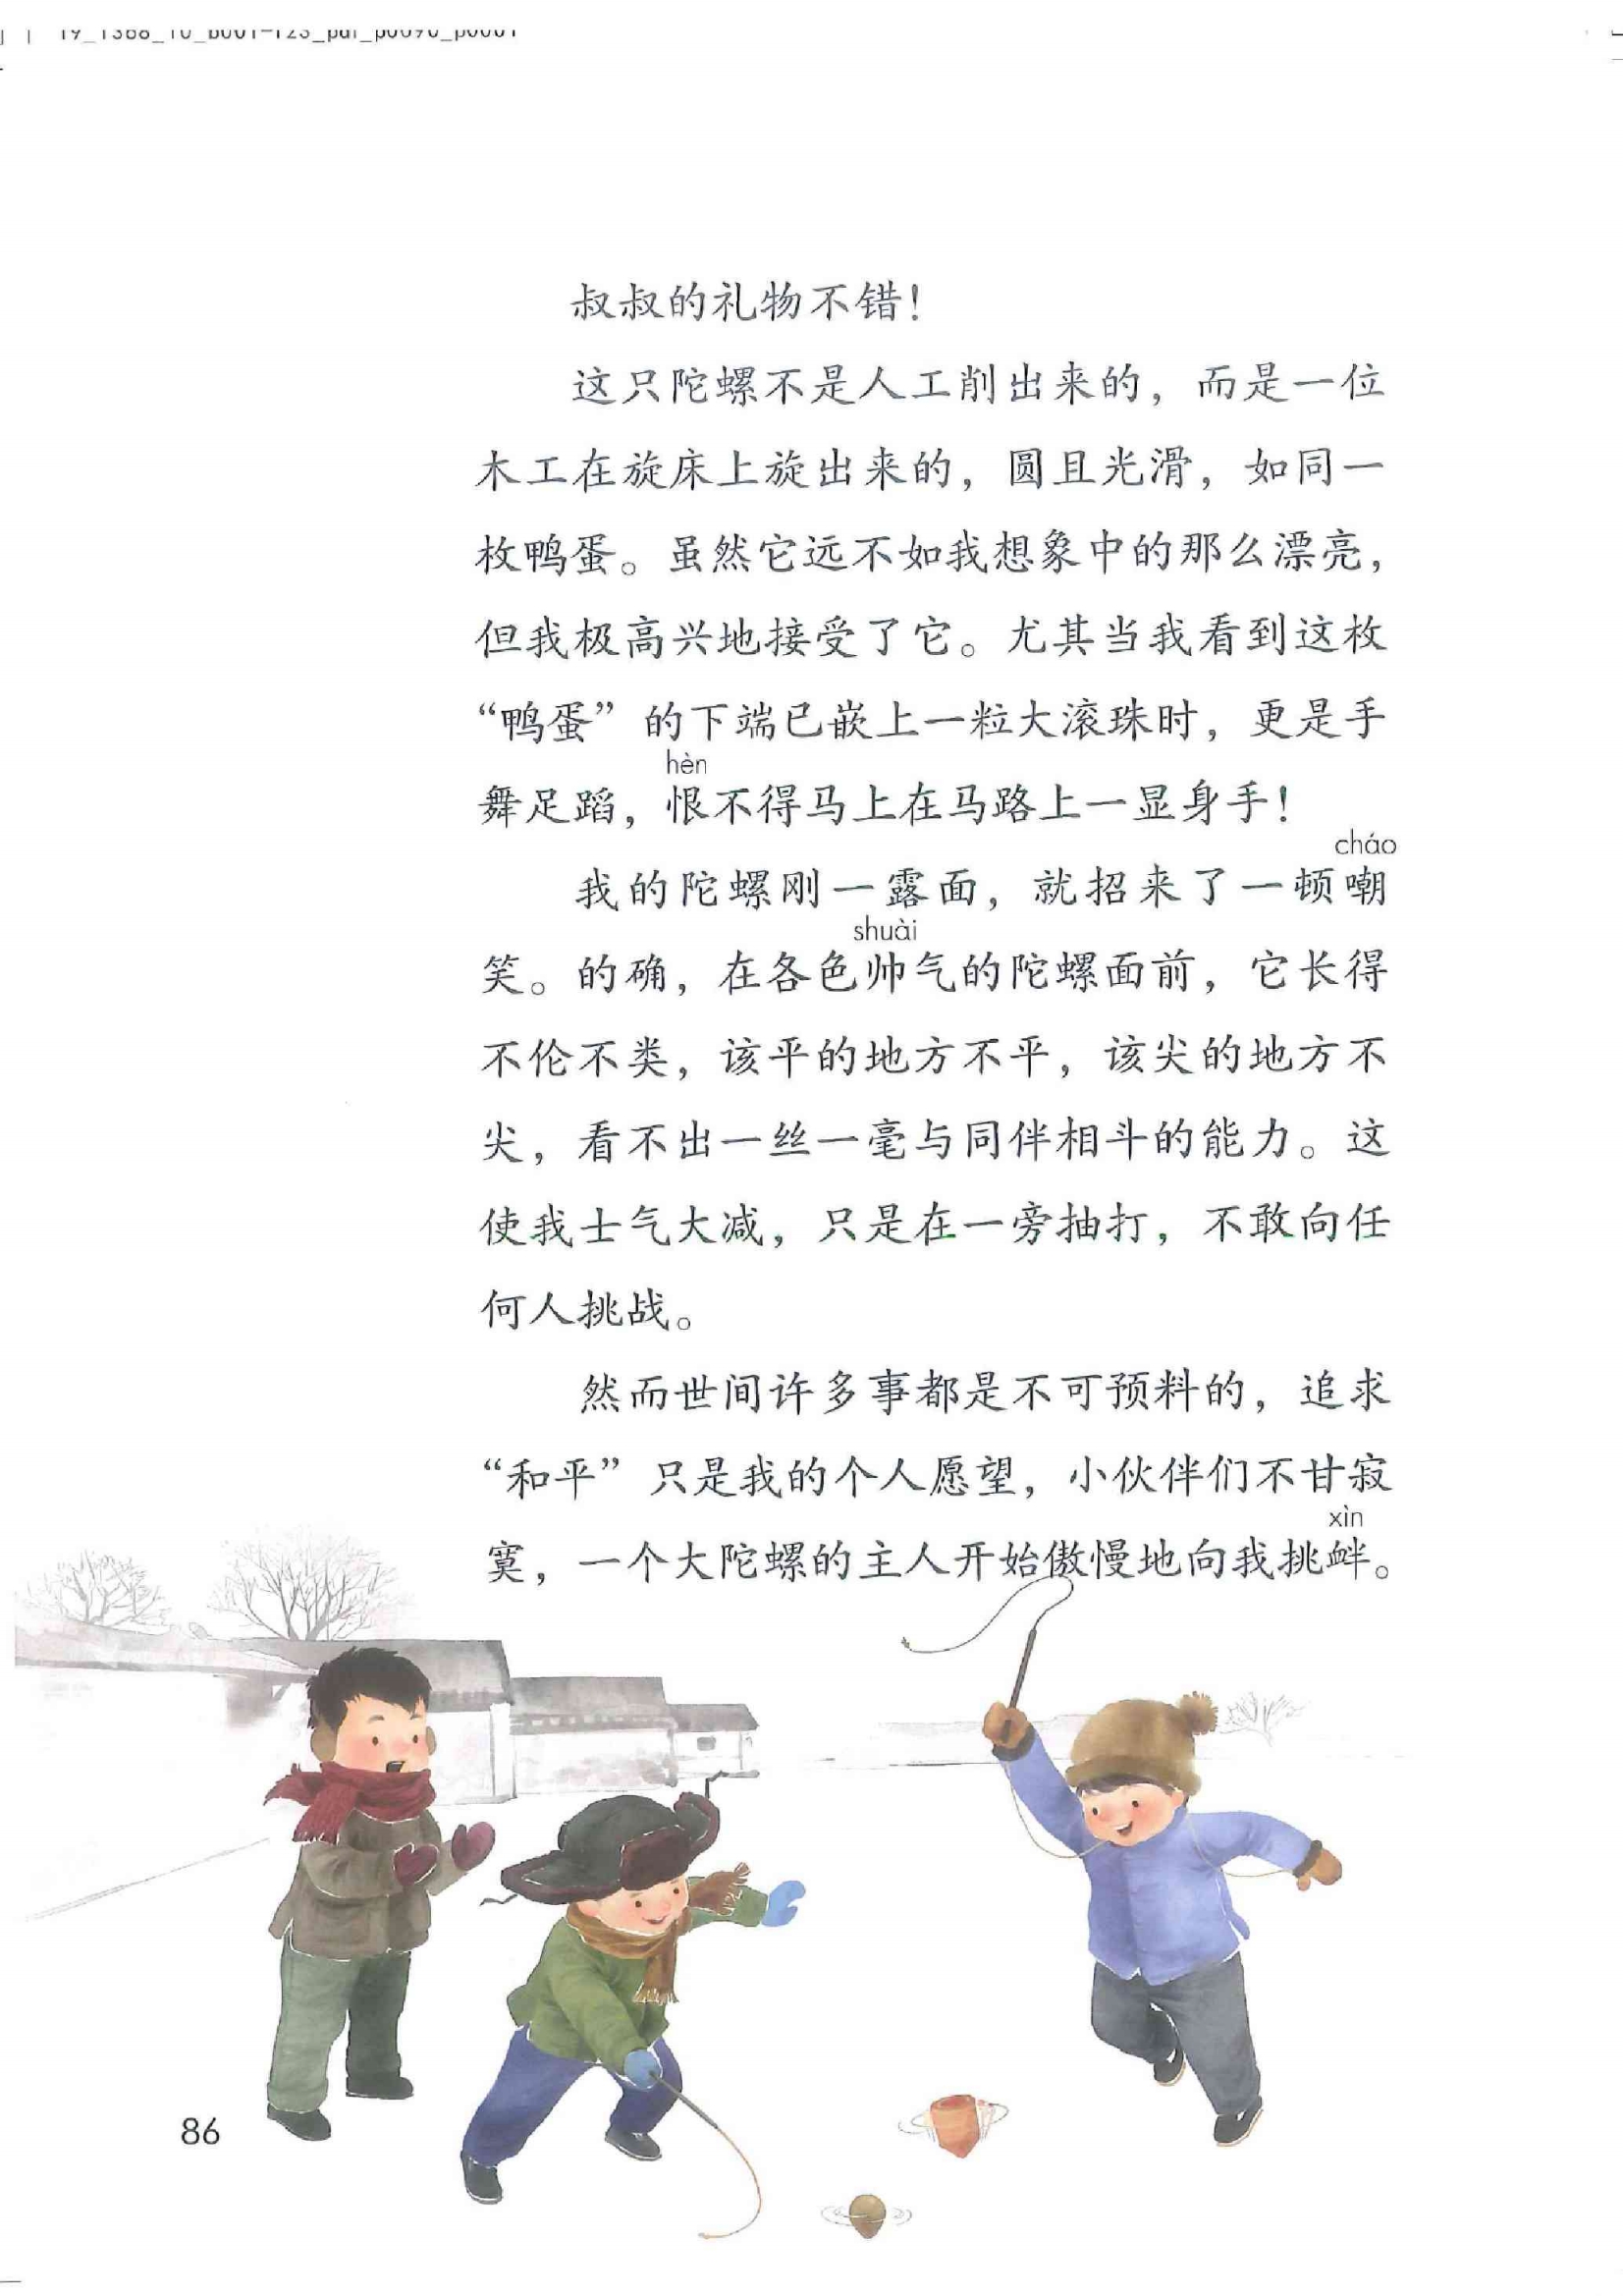 叔叔的礼物不错！
这只陀螺不是人工削出来的，而是一位
木工在旋床上旋出来的，圆且光滑，如同一
枚鸭蛋。虽然它远不如我想象中的那么漂亮，
但我极高兴地接受了它。尤其当我看到这枚
“鸭蛋”的下端已嵌上一粒大滚珠时，更是手
hèn
舞足蹈，恨不得马上在马路上一显身手！
cháo
我的陀螺刚一露面，就招来了一顿嘲
shuài
笑。的确，在各色帅气的陀螺面前，它长得
不伦不类，该平的地方不平，该尖的地方不
尖，看不出一丝一毫与同伴相斗的能力。这
使我士气大减，只是在一旁抽打，不敢向任
何人挑战。
然而世间许多事都是不可预料的，追求
“和平”只是我的个人愿望，小伙伴们不甘寂
xìn
寞，一个大陀螺的主人开始傲慢地向我挑衅。
86